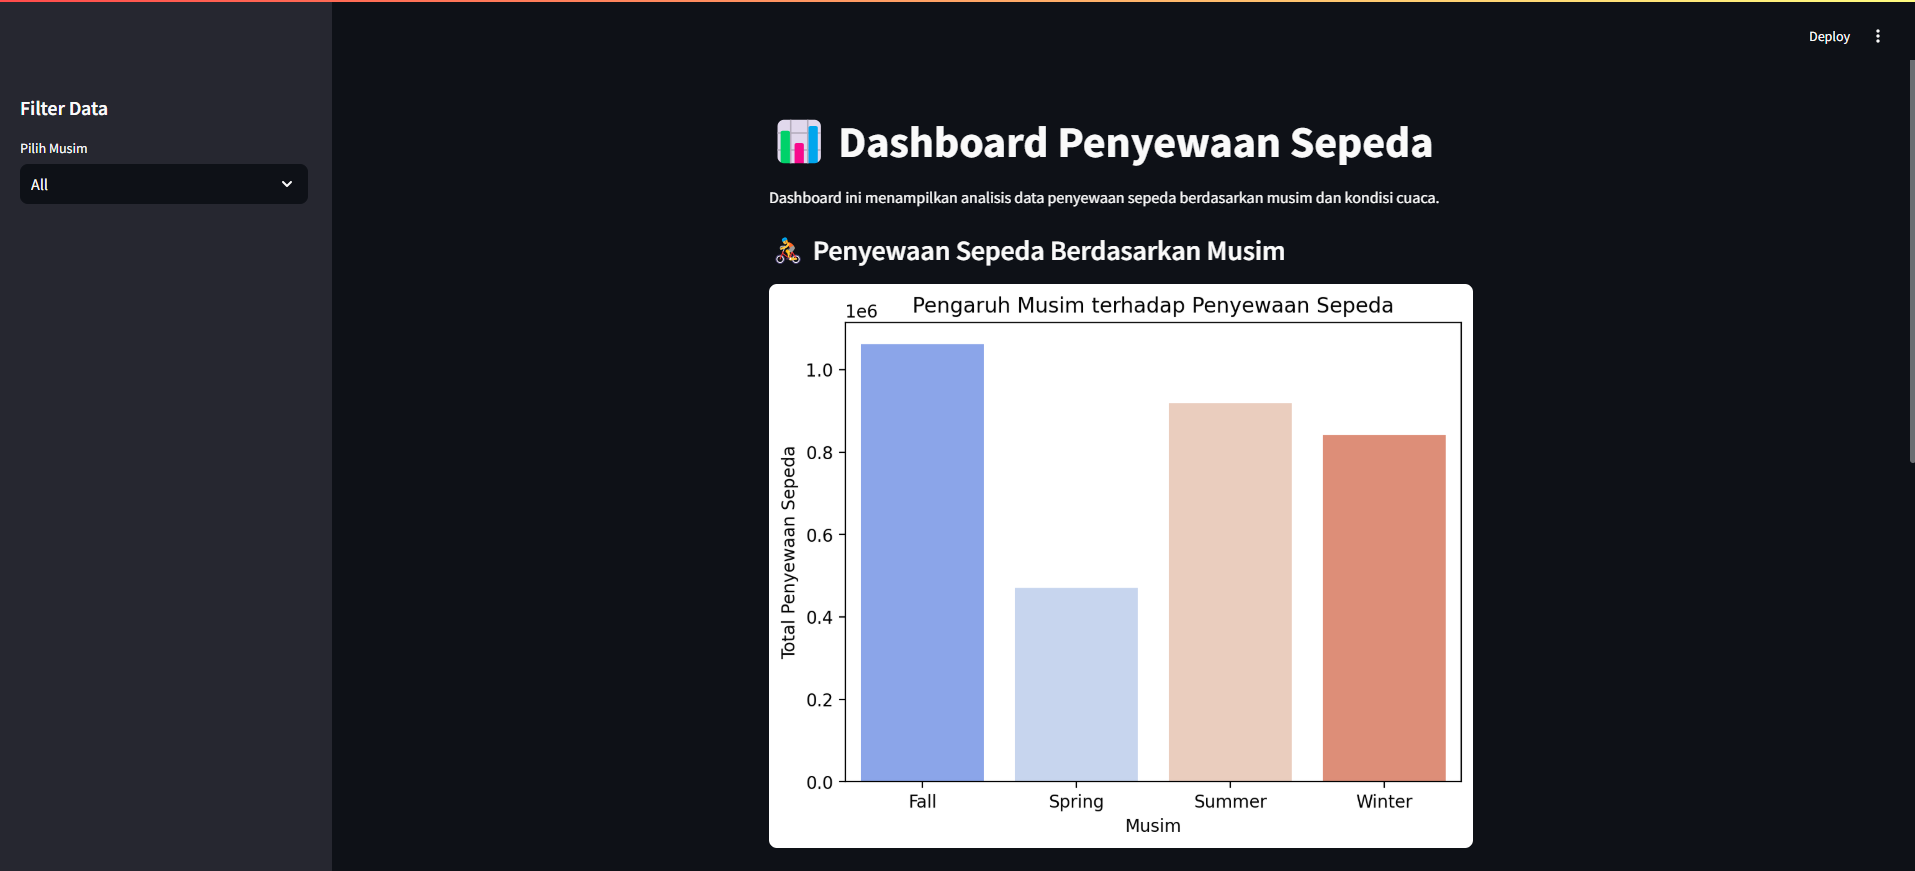 Deploy
Filter Data
Pilih Musim
All
Dashboard Penyewaan Sepeda
Dashboard ini menampilkan analisis data penyewaan sepeda berdasarkan musim dan kondisi cuaca.
Penyewaan Sepeda Berdasarkan Musim
1e6
Pengaruh Musim terhadap Penyewaan Sepeda
Total Penyewaan Sepeda
1.0
0.8
0.6
0.4
0.2
0.0
Fall Spring Summer Winter
Musim